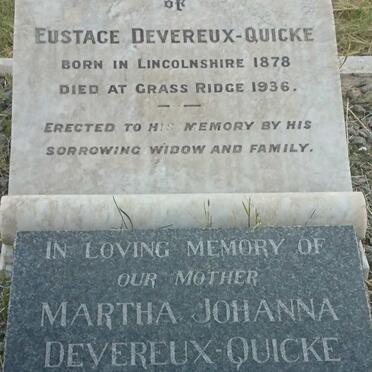 of
Eustace Devereux-Quicke
born in Lincolnshire 1878
died at Grass Ridge 1936.
Erected to his memory by his
sorrowing widow and family.
In loving memory of
our mother
Martha Johanna
Devereux-Quicke